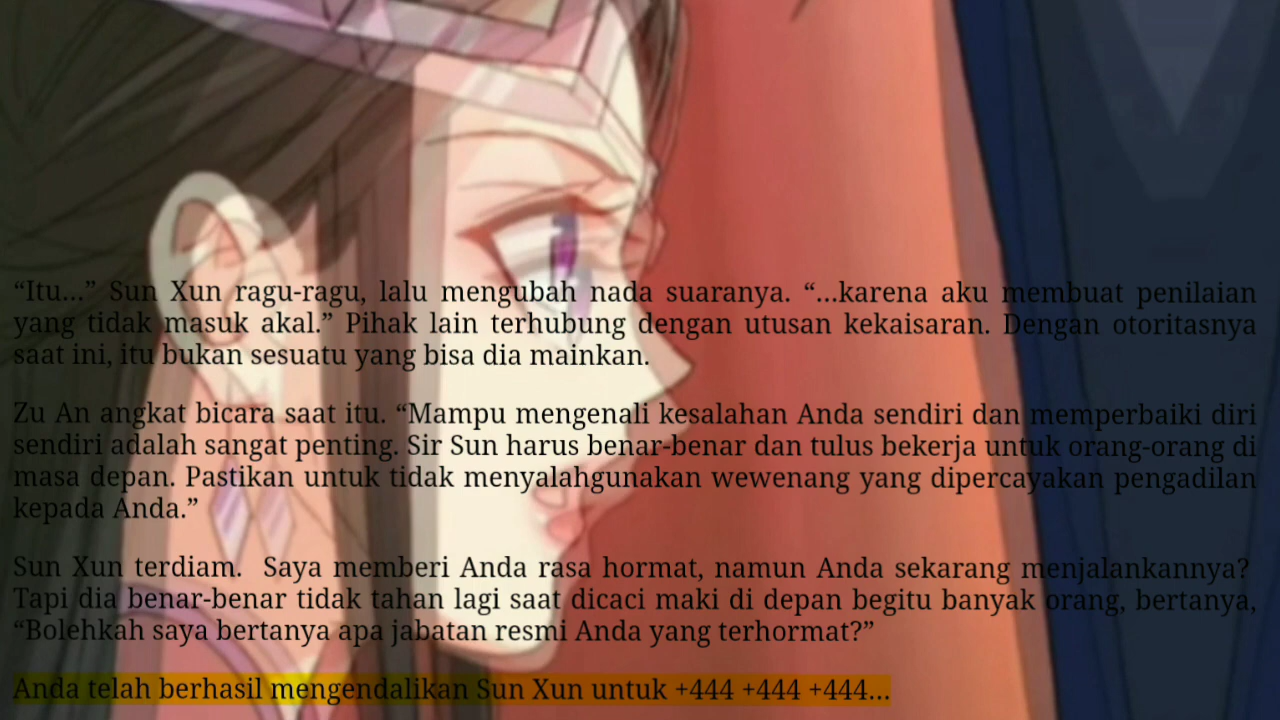 “Itu...” Sun Xun ragu-ragu, lalu mengubah nada suaranya. “...karena aku membuat penilaian
yang tidak masuk akal.” Pihak lain terhubung dengan utusan kekaisaran. Dengan otoritasnya
saat ini, itu bukan sesuatu yang bisa dia mainkan.
Zu An angkat bicara saat itu. “Mampu mengenali kesalahan Anda sendiri dan memperbaiki diri
sendiri adalah sangat penting. Sir Sun harus benar-benar dan tulus bekerja untuk orang-orang di
masa depan. Pastikan untuk tidak menyalahgunakan wewenang yang dipercayakan pengadilan
kepada Anda.”
Sun Xun terdiam.  Saya memberi Anda rasa hormat, namun Anda sekarang menjalankannya?
Tapi dia benar-benar tidak tahan lagi saat dicaci maki di depan begitu banyak orang, bertanya,
“Bolehkah saya bertanya apa jabatan resmi Anda yang terhormat?”
Anda telah berhasil mengendalikan Sun Xun untuk +444 +444 +444...